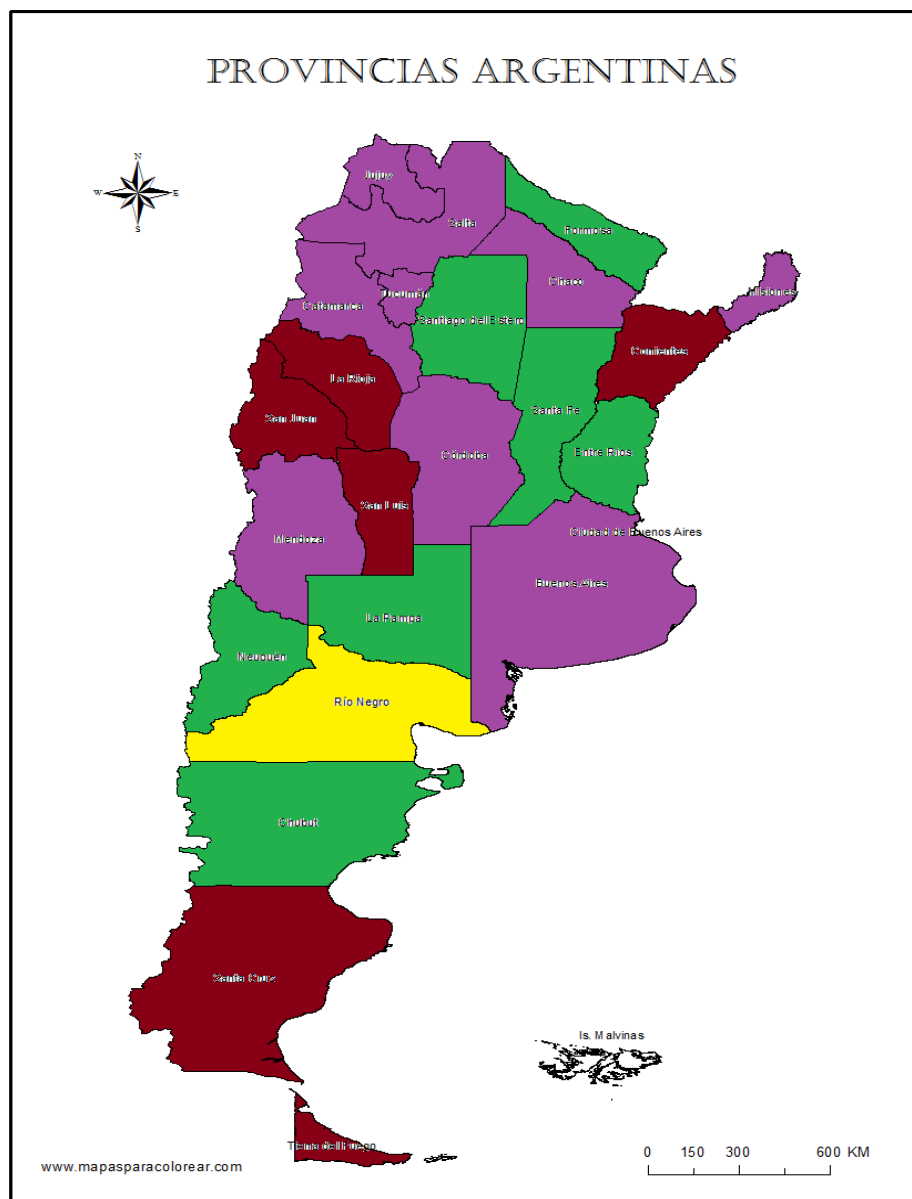 PROVINCIAS ARGENTINAS
N
W E
S
Jujuy
Salta
Formosa
Chaco
Misiones
Catamarca
Tucumán
Santiago del Estero
Corrientes
La Rioja
San Juan
Santa Fe
Córdoba
Entre Ríos
San Luis
Mendoza
Ciudad de Buenos Aires
Buenos Aires
La Pampa
Neuquén
Río Negro
Chubut
Santa Cruz
Is. Malvinas
Tierra del Fuego
www.mapasparacolorear.com
0 150 300 600 KM